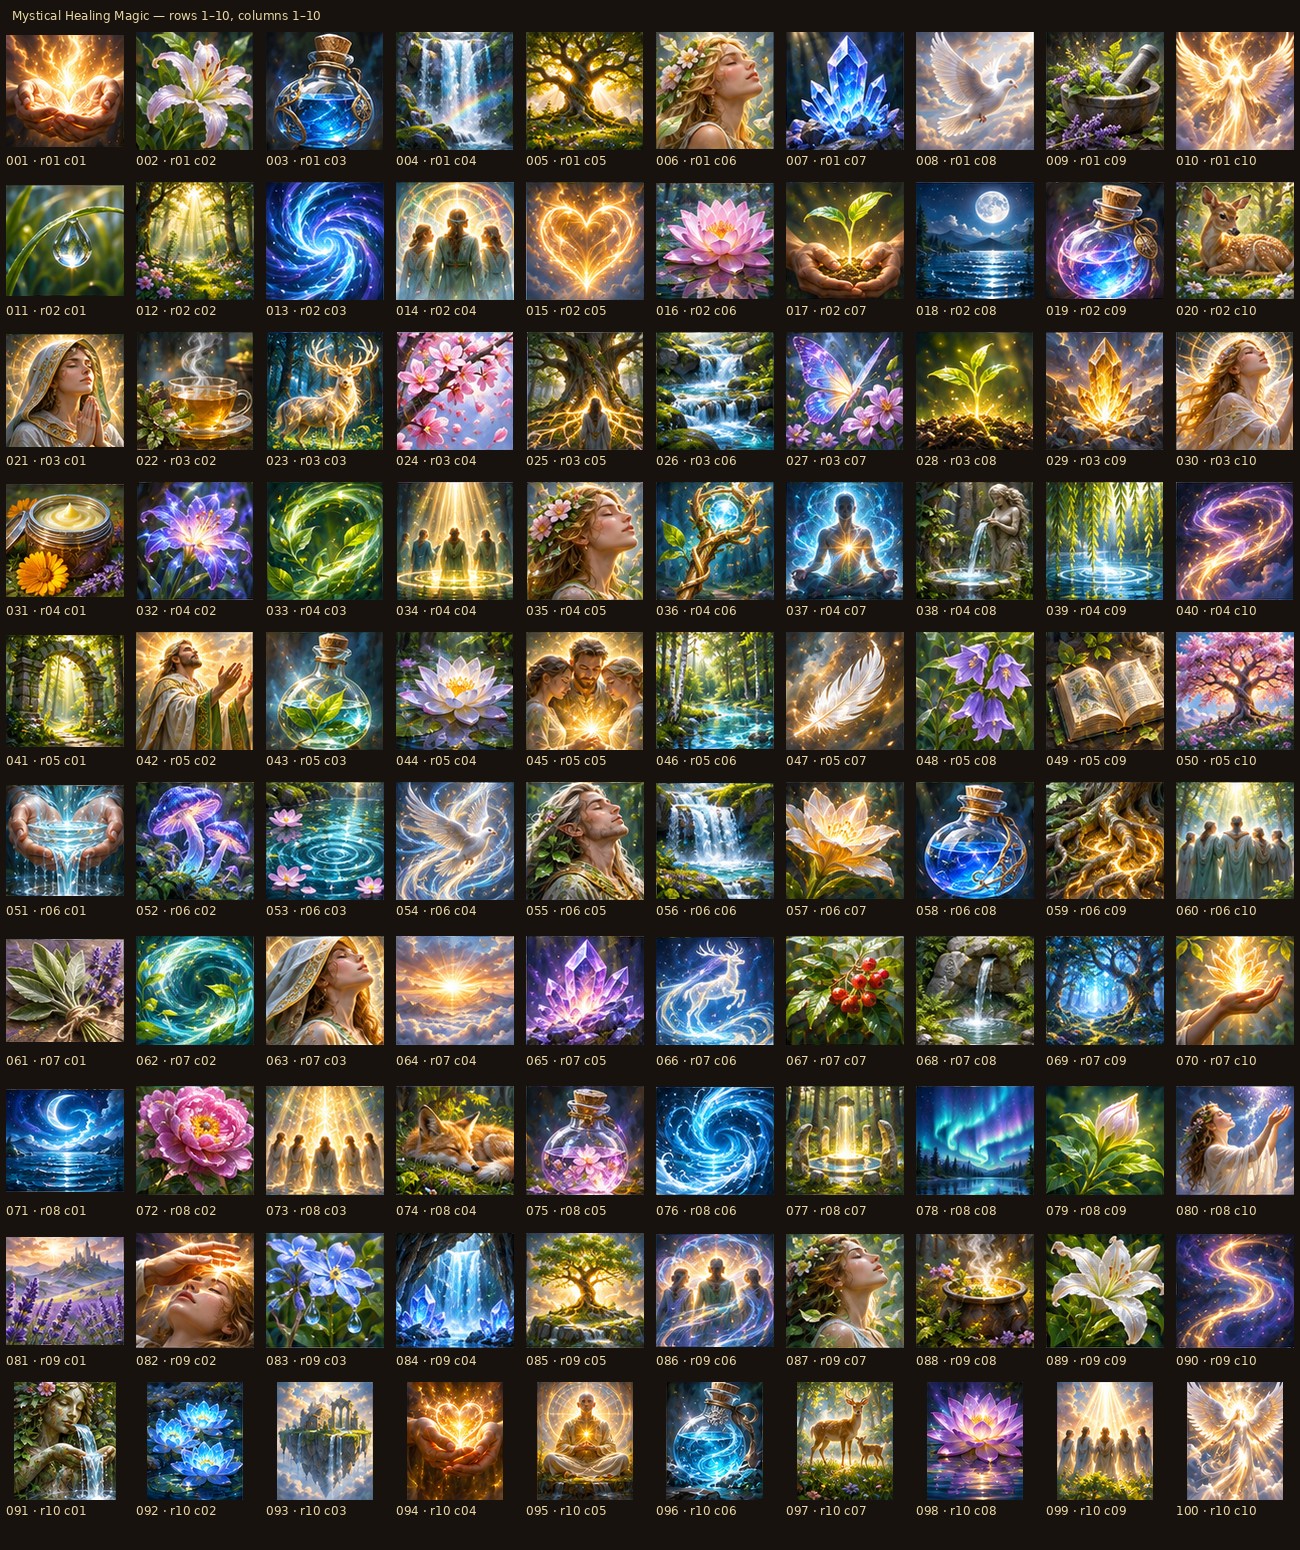 Mystical Healing Magic — rows 1–10, columns 1–10
001 · r01 c01 002 · r01 c02 003 · r01 c03 004 · r01 c04 005 · r01 c05 006 · r01 c06 007 · r01 c07 008 · r01 c08 009 · r01 c09 010 · r01 c10
011 · r02 c01 012 · r02 c02 013 · r02 c03 014 · r02 c04 015 · r02 c05 016 · r02 c06 017 · r02 c07 018 · r02 c08 019 · r02 c09 020 · r02 c10
021 · r03 c01 022 · r03 c02 023 · r03 c03 024 · r03 c04 025 · r03 c05 026 · r03 c06 027 · r03 c07 028 · r03 c08 029 · r03 c09 030 · r03 c10
031 · r04 c01 032 · r04 c02 033 · r04 c03 034 · r04 c04 035 · r04 c05 036 · r04 c06 037 · r04 c07 038 · r04 c08 039 · r04 c09 040 · r04 c10
041 · r05 c01 042 · r05 c02 043 · r05 c03 044 · r05 c04 045 · r05 c05 046 · r05 c06 047 · r05 c07 048 · r05 c08 049 · r05 c09 050 · r05 c10
051 · r06 c01 052 · r06 c02 053 · r06 c03 054 · r06 c04 055 · r06 c05 056 · r06 c06 057 · r06 c07 058 · r06 c08 059 · r06 c09 060 · r06 c10
061 · r07 c01 062 · r07 c02 063 · r07 c03 064 · r07 c04 065 · r07 c05 066 · r07 c06 067 · r07 c07 068 · r07 c08 069 · r07 c09 070 · r07 c10
071 · r08 c01 072 · r08 c02 073 · r08 c03 074 · r08 c04 075 · r08 c05 076 · r08 c06 077 · r08 c07 078 · r08 c08 079 · r08 c09 080 · r08 c10
081 · r09 c01 082 · r09 c02 083 · r09 c03 084 · r09 c04 085 · r09 c05 086 · r09 c06 087 · r09 c07 088 · r09 c08 089 · r09 c09 090 · r09 c10
091 · r10 c01 092 · r10 c02 093 · r10 c03 094 · r10 c04 095 · r10 c05 096 · r10 c06 097 · r10 c07 098 · r10 c08 099 · r10 c09 100 · r10 c10